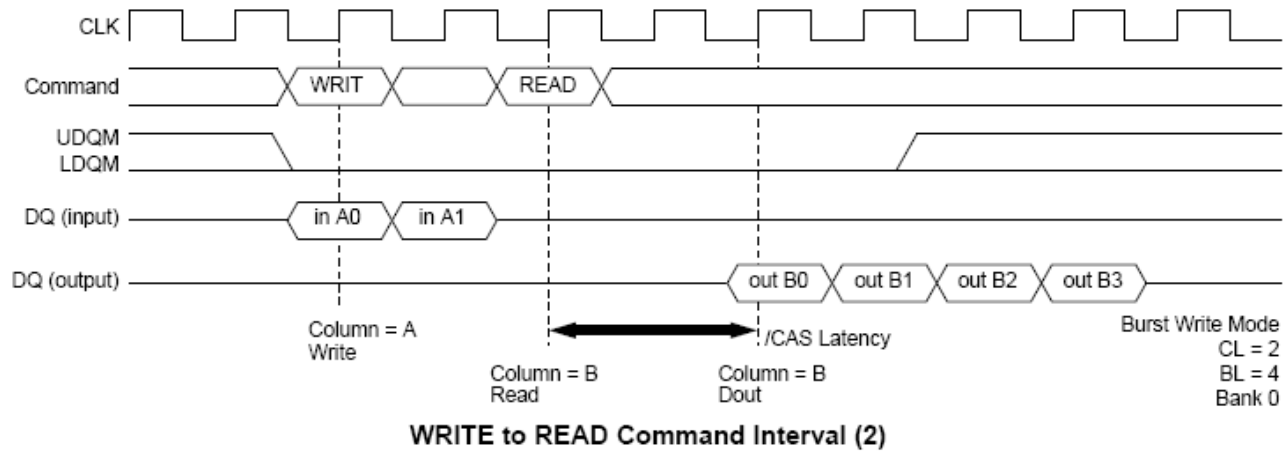 CLK
Command
WRIT
READ
UDQM
LDQM
DQ (input)
in A0
in A1
DQ (output)
out B0
out B1
out B2
out B3
Column = A
Write
/CAS Latency
Column = B
Read
Column = B
Dout
Burst Write Mode
CL = 2
BL = 4
Bank 0
WRITE to READ Command Interval (2)